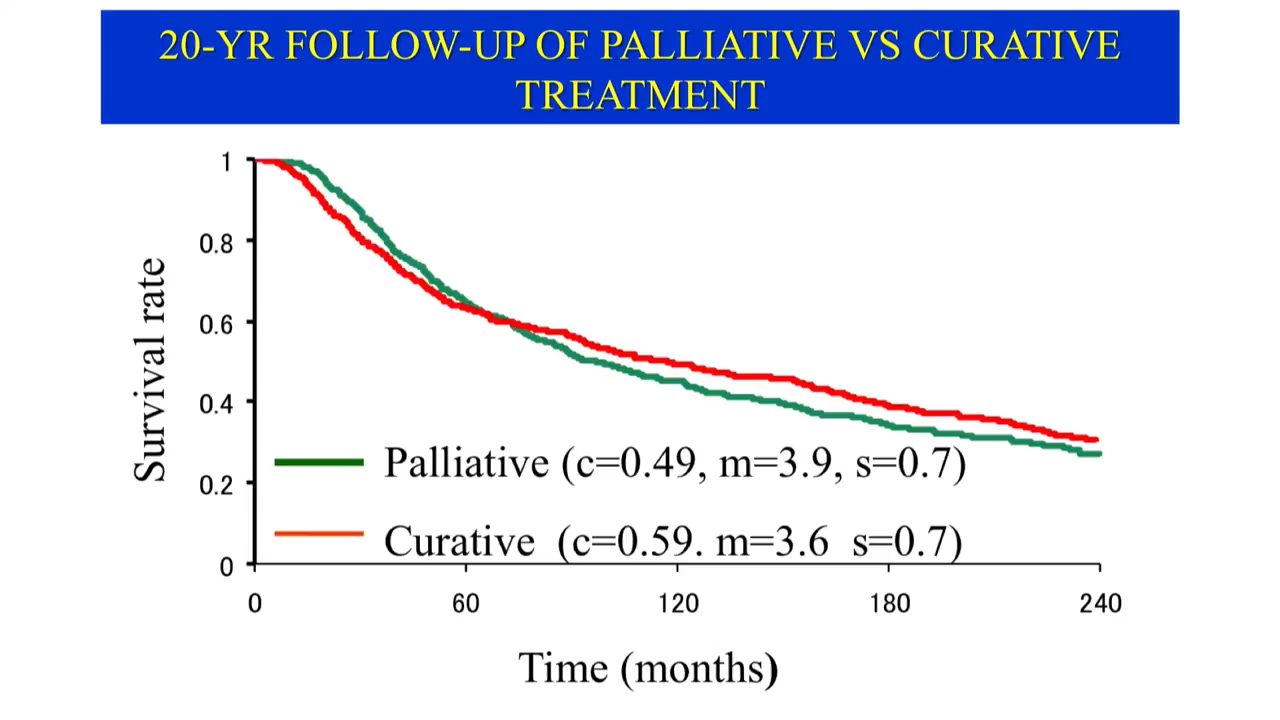 20-YR FOLLOW-UP OF PALLIATIVE VS CURATIVE
TREATMENT
1
0.8
0.6
0.4
0.2
0
Survival rate
Palliative (c=0.49, m=3.9, s=0.7)
Curative (c=0.59. m=3.6 s=0.7)
0 60 120 180 240
Time (months)